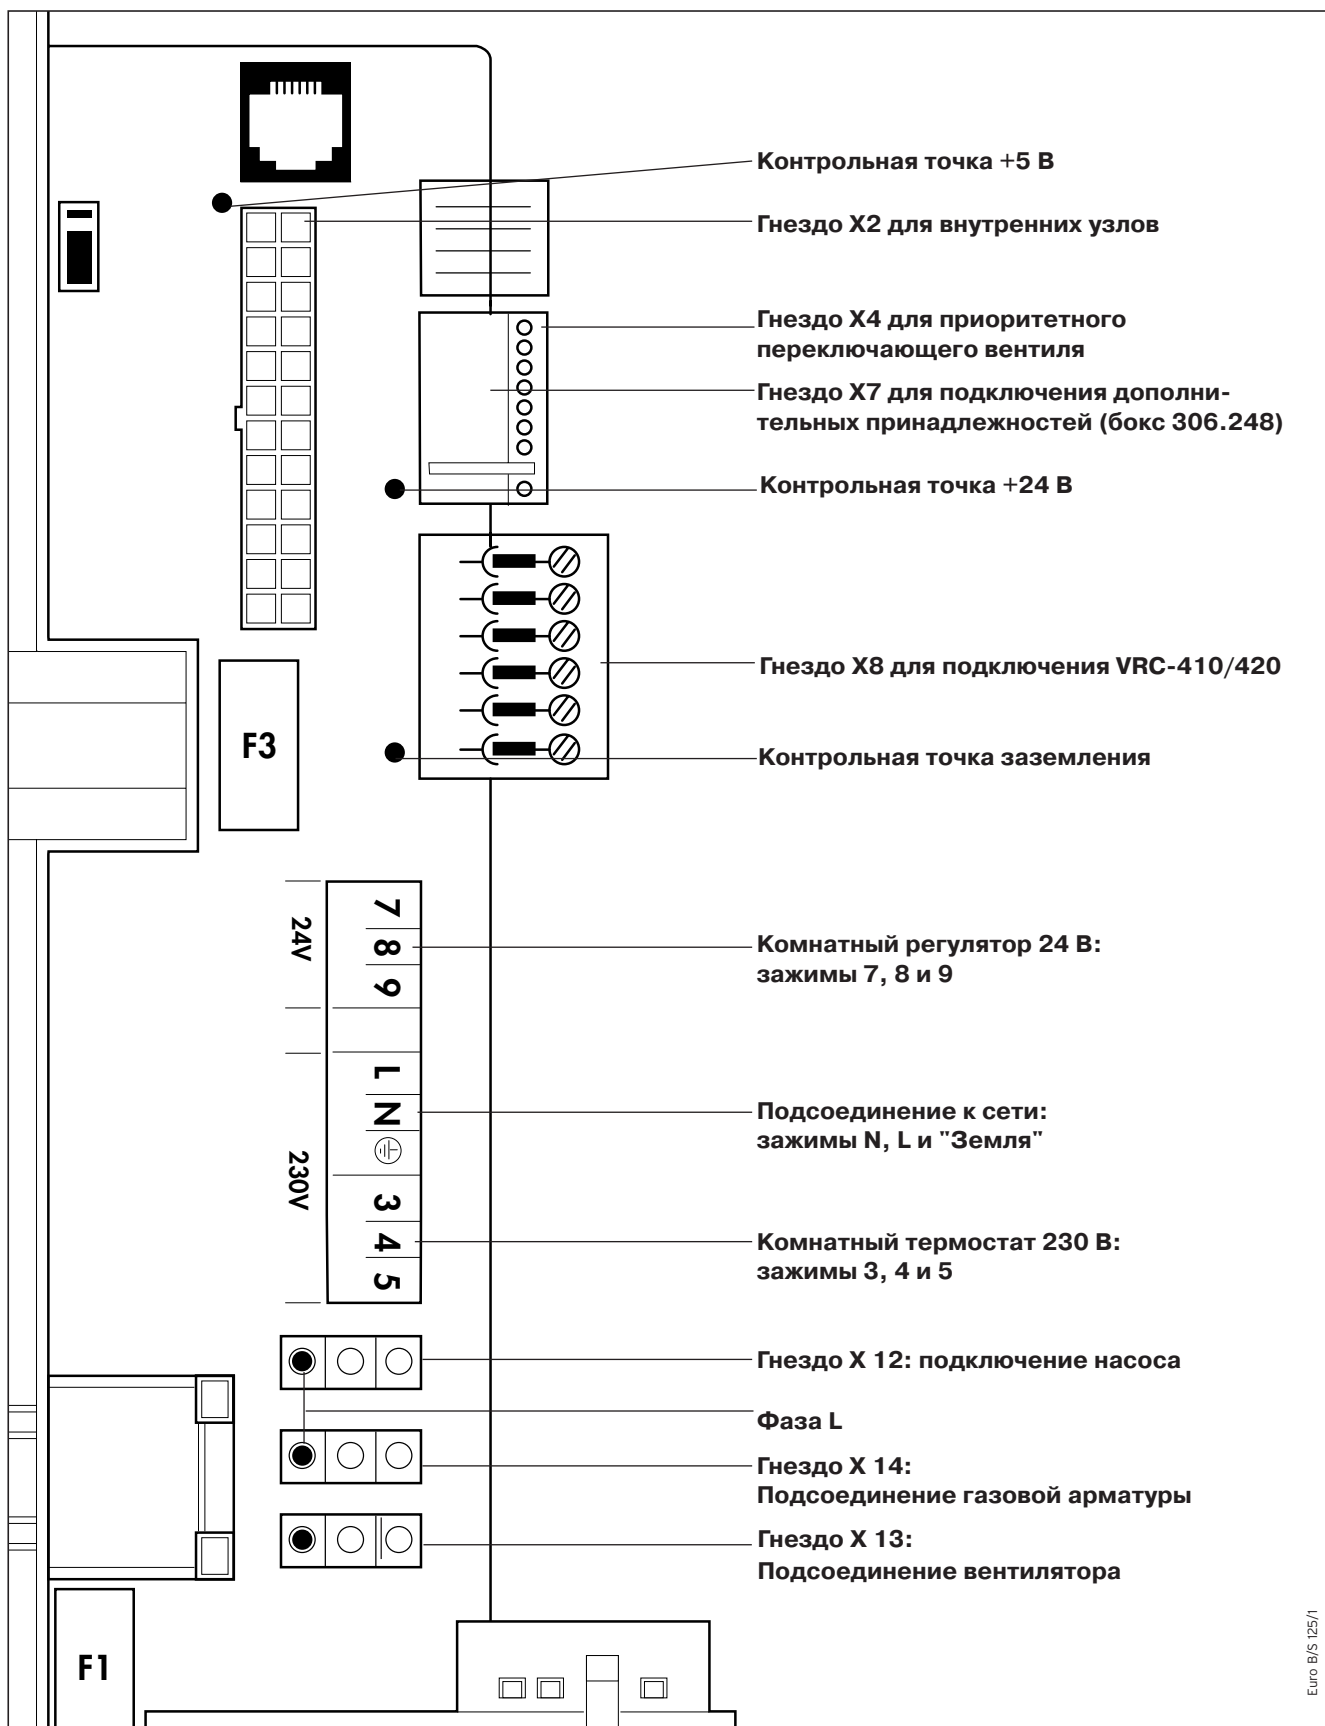 Контрольная точка +5 В
Гнездо X2 для внутренних узлов
Гнездо X4 для приоритетного
переключающего вентиля
Гнездо X7 для подключения дополни-
тельных принадлежностей (бокс 306.248)
Контрольная точка +24 В
Гнездо X8 для подключения VRC-410/420
F3
Контрольная точка заземления
24V
7
8
9
Комнатный регулятор 24 В:
зажимы 7, 8 и 9
230V
L
N
Подсоединение к сети:
зажимы N, L и "Земля"
3
4
5
Комнатный термостат 230 В:
зажимы 3, 4 и 5
Гнездо X 12: подключение насоса
Фаза L
Гнездо X 14:
Подсоединение газовой арматуры
Гнездо X 13:
Подсоединение вентилятора
F1
Euro B/S 125/1